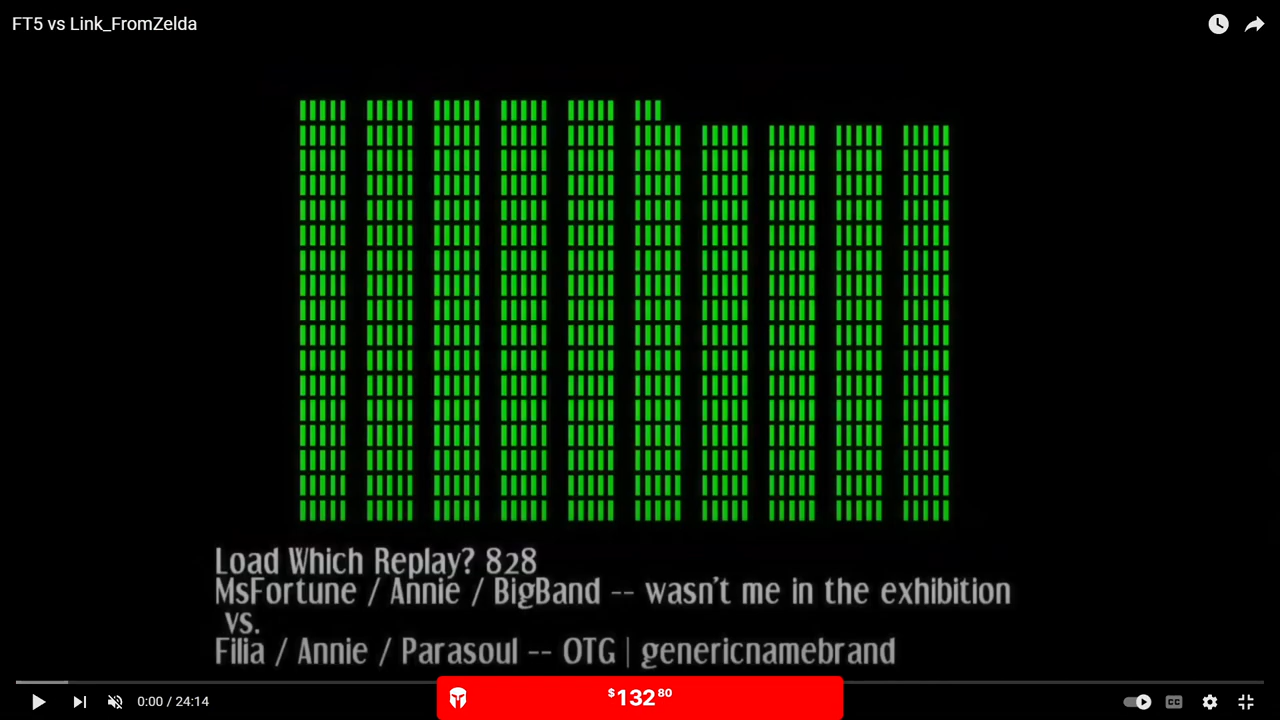 FT5 vs Link_FromZelda
Load Which Replay? 828
MsFortune / Annie / BigBand -- wasn't me in the exhibition
vs.
Filia / Annie / Parasoul -- OTG | genericnamebrand
$132 80
0:00 / 24:14
CC